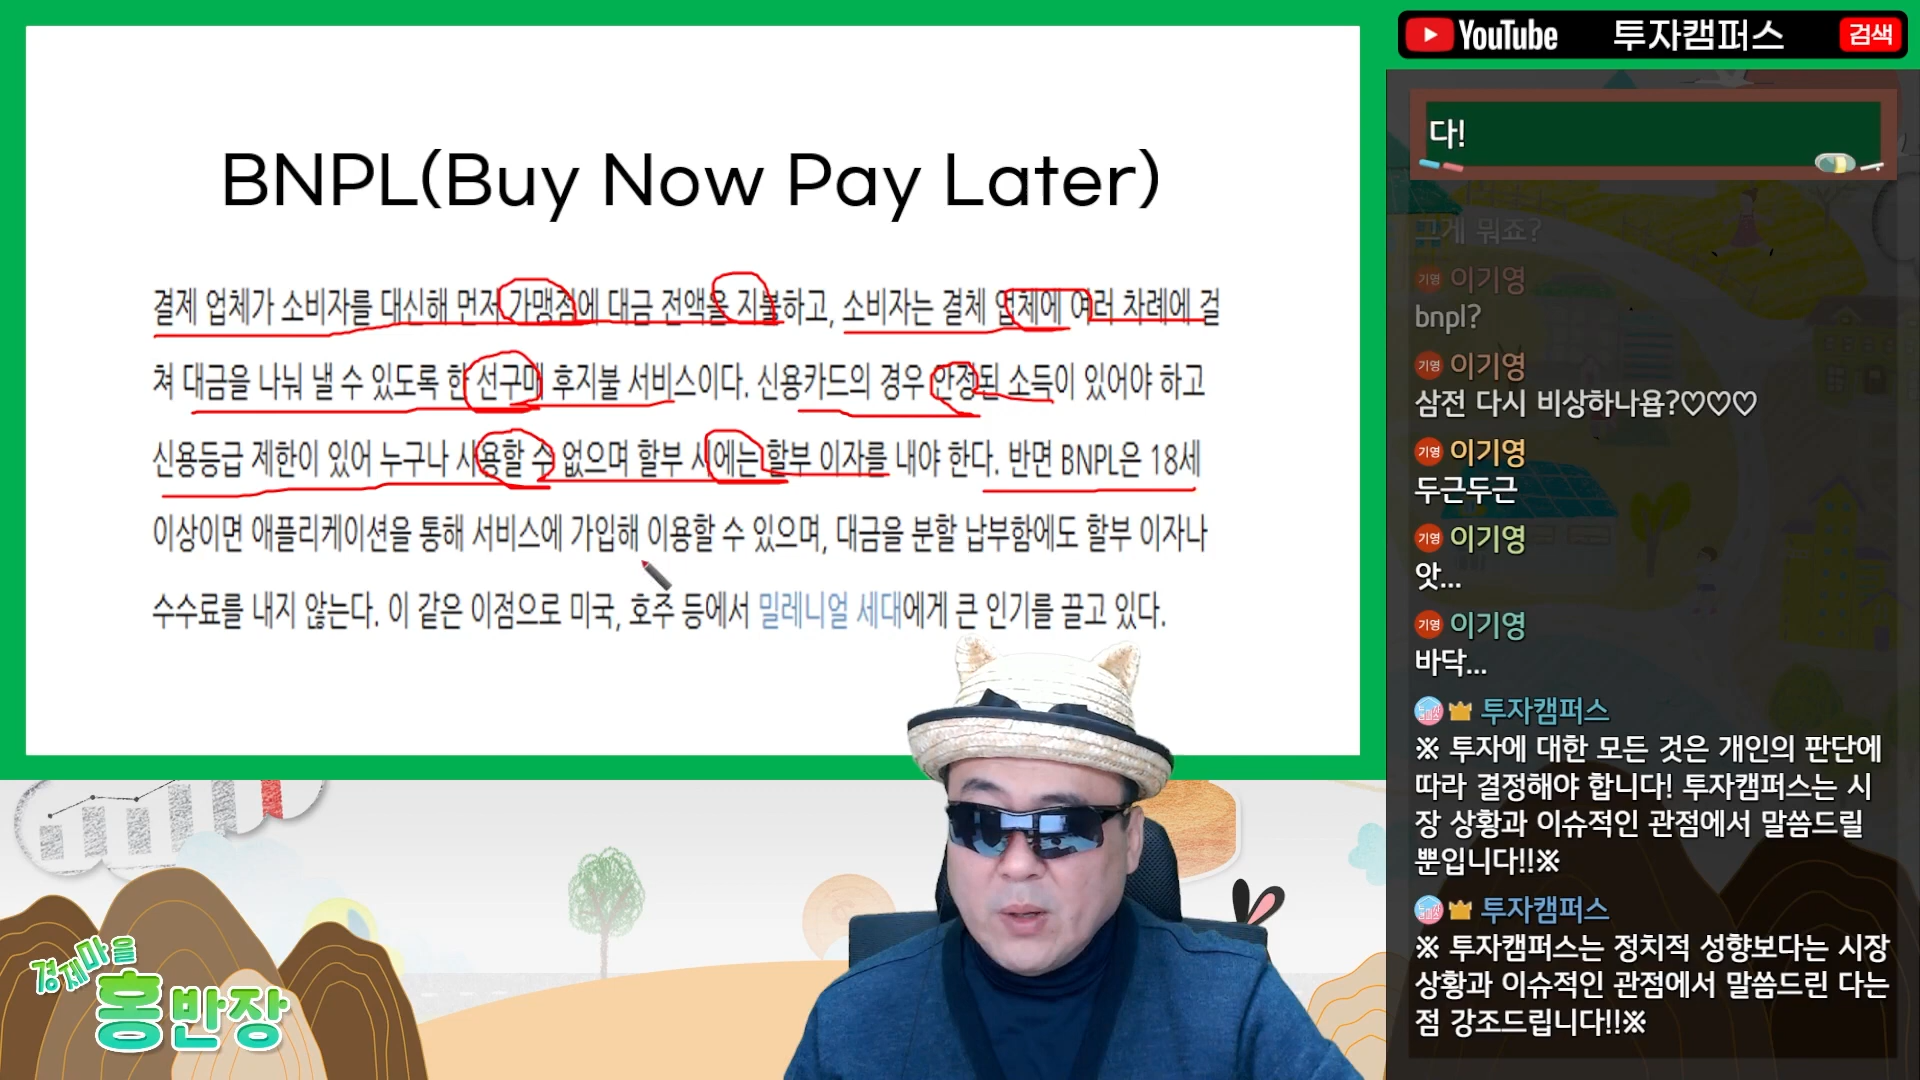 BNPL(Buy Now Pay Later)
결제 업체가 소비자를 대신해 먼저 가맹점에 대금 전액을 지불하고, 소비자는 결체 업체에 여러 차례에 걸
쳐 대금을 나눠 낼 수 있도록 한 선구매 후지불 서비스이다. 신용카드의 경우 안정된 소득이 있어야 하고
신용등급 제한이 있어 누구나 사용할 수 없으며 할부 시에는 할부 이자를 내야 한다. 반면 BNPL은 18세
이상이면 애플리케이션을 통해 서비스에 가입해 이용할 수 있으며, 대금을 분할 납부함에도 할부 이자나
수수료를 내지 않는다. 이 같은 이점으로 미국, 호주 등에서 밀레니얼 세대에게 큰 인기를 끌고 있다.
경제마을
홍반장
YouTube 투자캠퍼스 검색
다!
그게 뭐죠?
기영 이기영
bnpl?
기영 이기영
삼전 다시 비상하나욥?♡♡♡
기영 이기영
두근두근
기영 이기영
앗...
기영 이기영
바닥...
투자캠퍼스
※ 투자에 대한 모든 것은 개인의 판단에
따라 결정해야 합니다! 투자캠퍼스는 시
장 상황과 이슈적인 관점에서 말씀드릴
뿐입니다!!※
투자캠퍼스
※ 투자캠퍼스는 정치적 성향보다는 시장
상황과 이슈적인 관점에서 말씀드린 다는
점 강조드립니다!!※